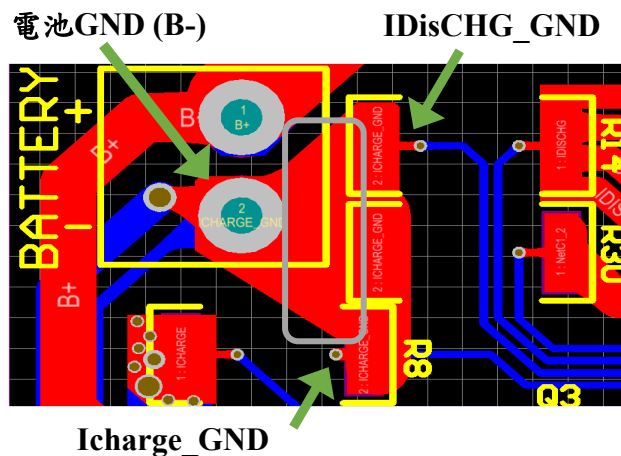 電池GND (B-)
IDisCHG_GND
BATTERY
+
-
1
B+
B+
2
ICHARGE_GND
B+
B+
2 : ICHARGE_GND
2 : ICHARGE_GND
2 : ICHARGE_GND
1 : ICHARGE
1 : IDISCHG
1 : NetC1_2
R14
R30
R8
Q3
Icharge_GND